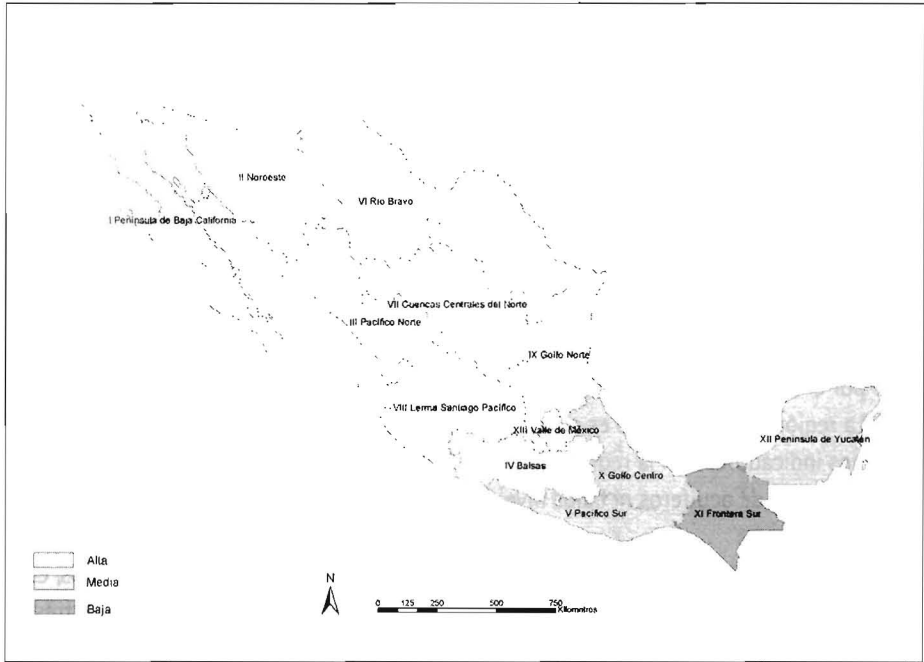 II Noroeste
VI Río Bravo
I Península de Baja California
VII Cuencas Centrales del Norte
III Pacífico Norte
IX Golfo Norte
VIII Lerma Santiago Pacífico
XIII Valle de México
XII Península de Yucatán
IV Balsas
X Golfo Centro
V Pacífico Sur
XI Frontera Sur
Alta
Media
Baja
N
0 125 250 500 750
Kilometros